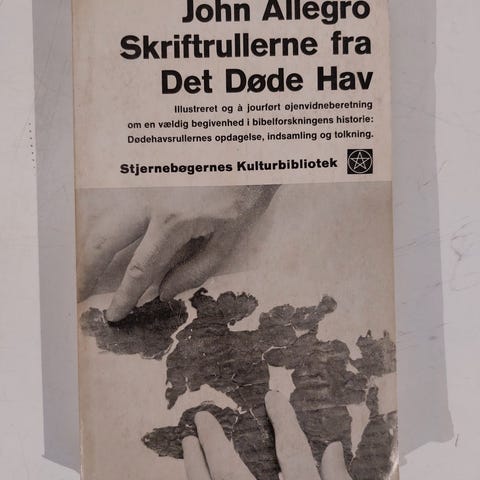 John Allegro
Skriftrullerne fra
Det Døde Hav
Illustreret og à jourført øjenvidneberetning
om en vældig begivenhed i bibelforskningens historie:
Dødehavsrullernes opdagelse, indsamling og tolkning.
Stjernebøgernes Kulturbibliotek